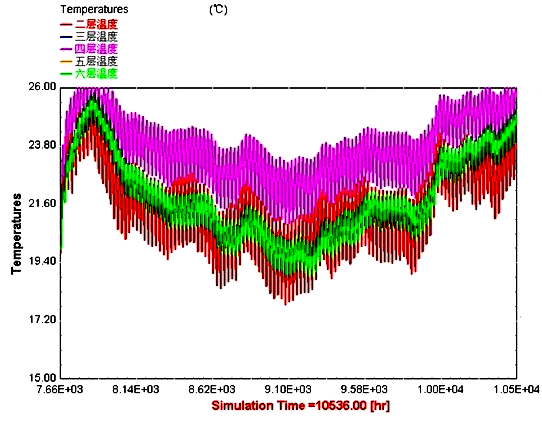 Temperatures (℃)
二层温度
三层温度
四层温度
五层温度
六层温度
26.00
23.80
21.60
19.40
17.20
15.00
Temperatures
7.66E+03 8.14E+03 8.62E+03 9.10E+03 9.58E+03 1.00E+04 1.05E+04
Simulation Time =10536.00 [hr]